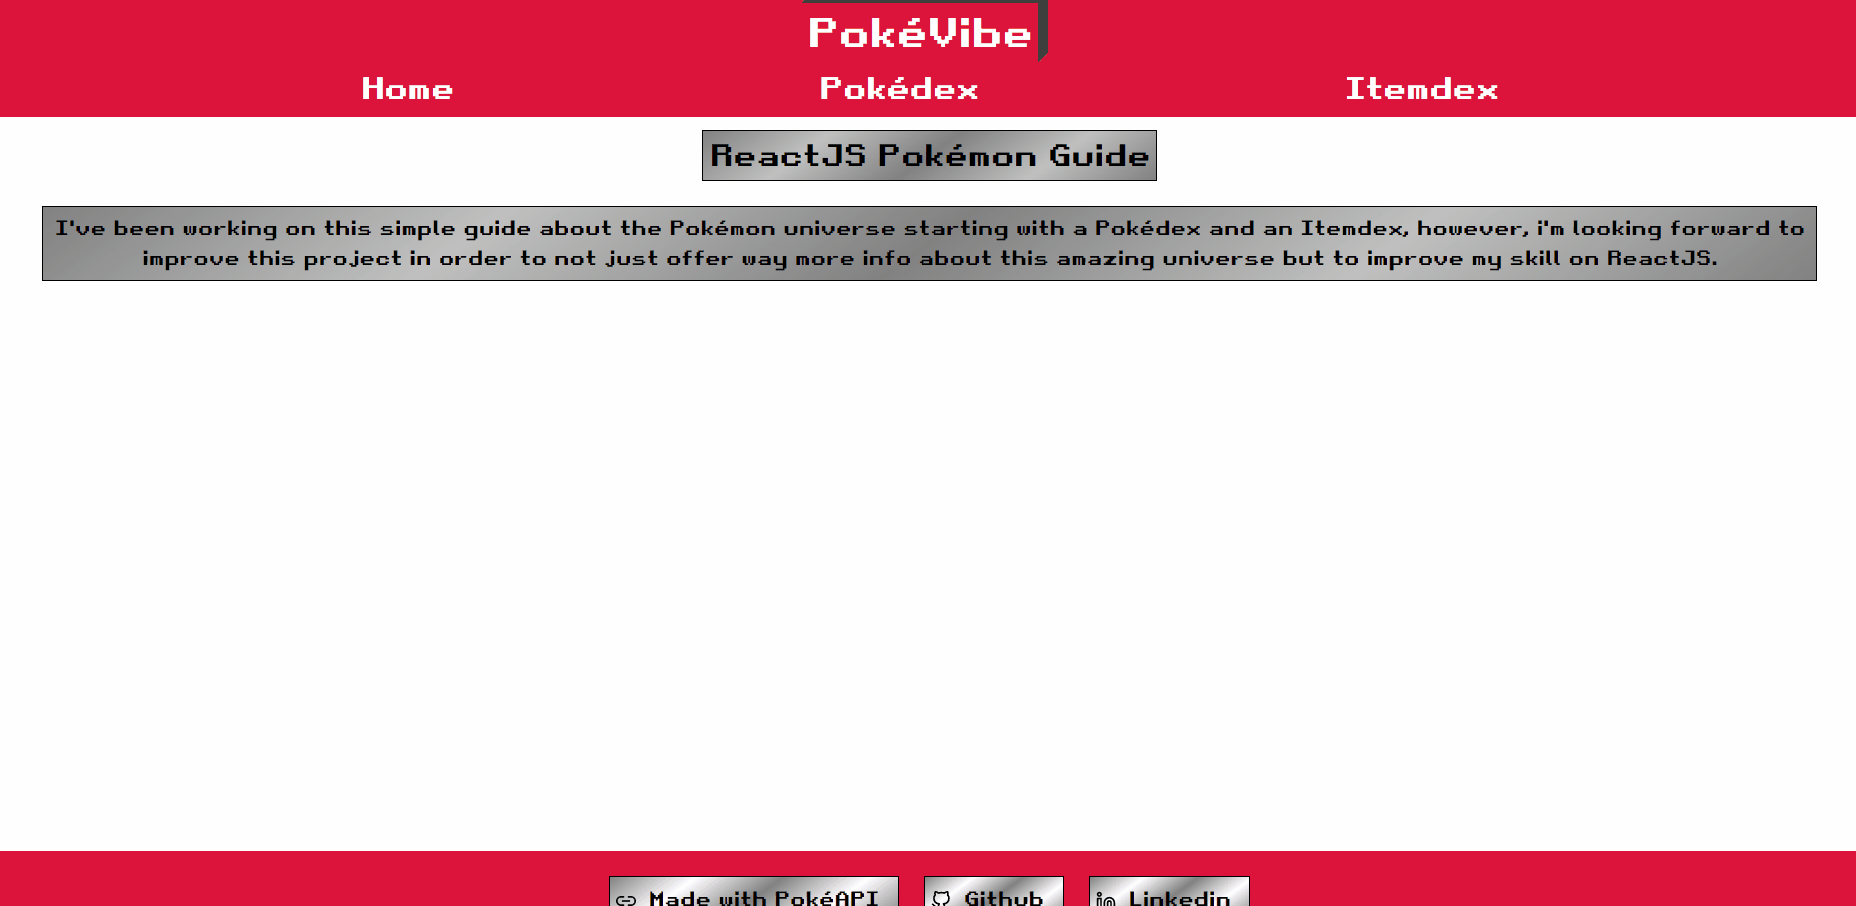 PokéVibe
Home Pokédex Itemdex
ReactJS Pokémon Guide
I've been working on this simple guide about the Pokémon universe starting with a Pokédex and an Itemdex, however, i'm looking forward to
improve this project in order to not just offer way more info about this amazing universe but to improve my skill on ReactJS.
Made with PokéAPI Github Linkedin